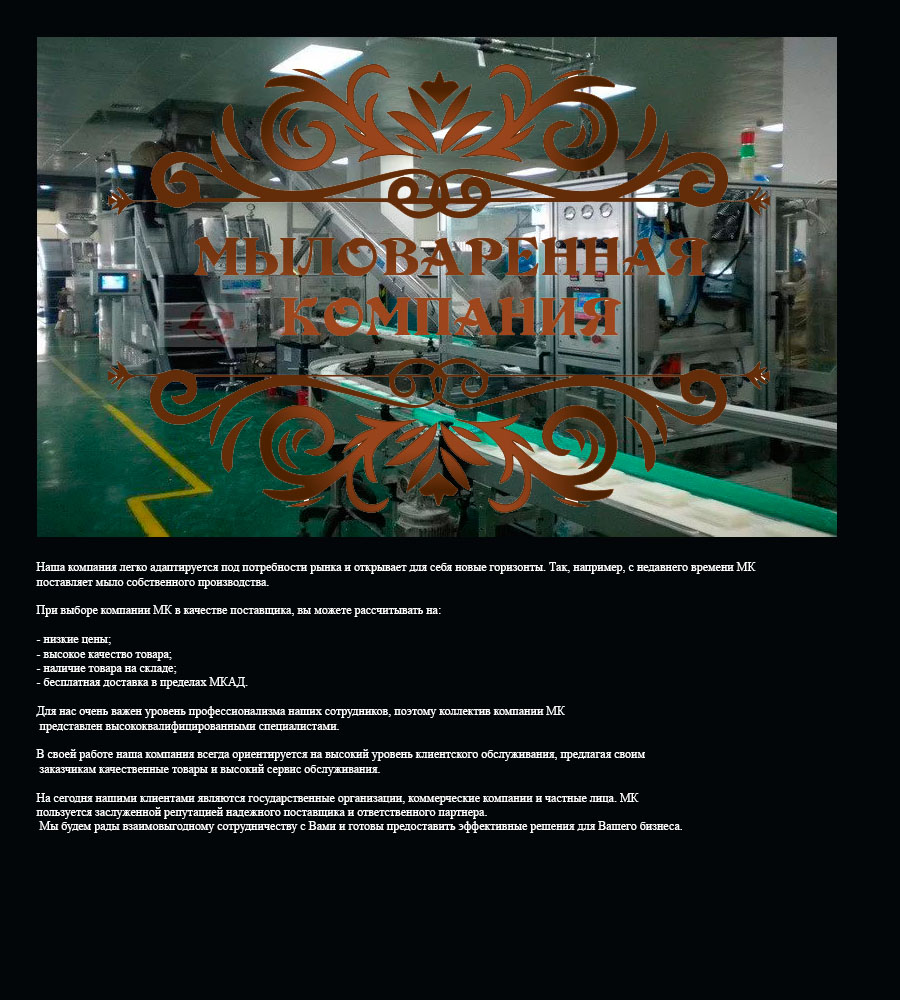 МЫЛОВАРЕННАЯ
КОМПАНИЯ
Наша компания легко адаптируется под потребности рынка и открывает для себя новые горизонты. Так, например, с недавнего времени МК
поставляет мыло собственного производства.
При выборе компании МК в качестве поставщика, вы можете рассчитывать на:
- низкие цены;
- высокое качество товара;
- наличие товара на складе;
- бесплатная доставка в пределах МКАД.
Для нас очень важен уровень профессионализма наших сотрудников, поэтому коллектив компании МК
представлен высококвалифицированными специалистами.
В своей работе наша компания всегда ориентируется на высокий уровень клиентского обслуживания, предлагая своим
заказчикам качественные товары и высокий сервис обслуживания.
На сегодня нашими клиентами являются государственные организации, коммерческие компании и частные лица. МК
пользуется заслуженной репутацией надежного поставщика и ответственного партнера.
Мы будем рады взаимовыгодному сотрудничеству с Вами и готовы предоставить эффективные решения для Вашего бизнеса.